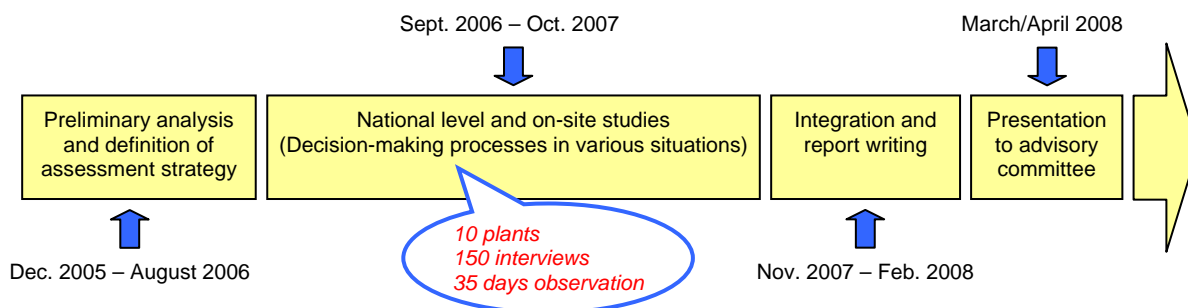 Sept. 2006 – Oct. 2007
March/April 2008
Preliminary analysis
and definition of
assessment strategy
National level and on-site studies
(Decision-making processes in various situations)
Integration and
report writing
Presentation
to advisory
committee
10 plants
150 interviews
35 days observation
Dec. 2005 – August 2006
Nov. 2007 – Feb. 2008